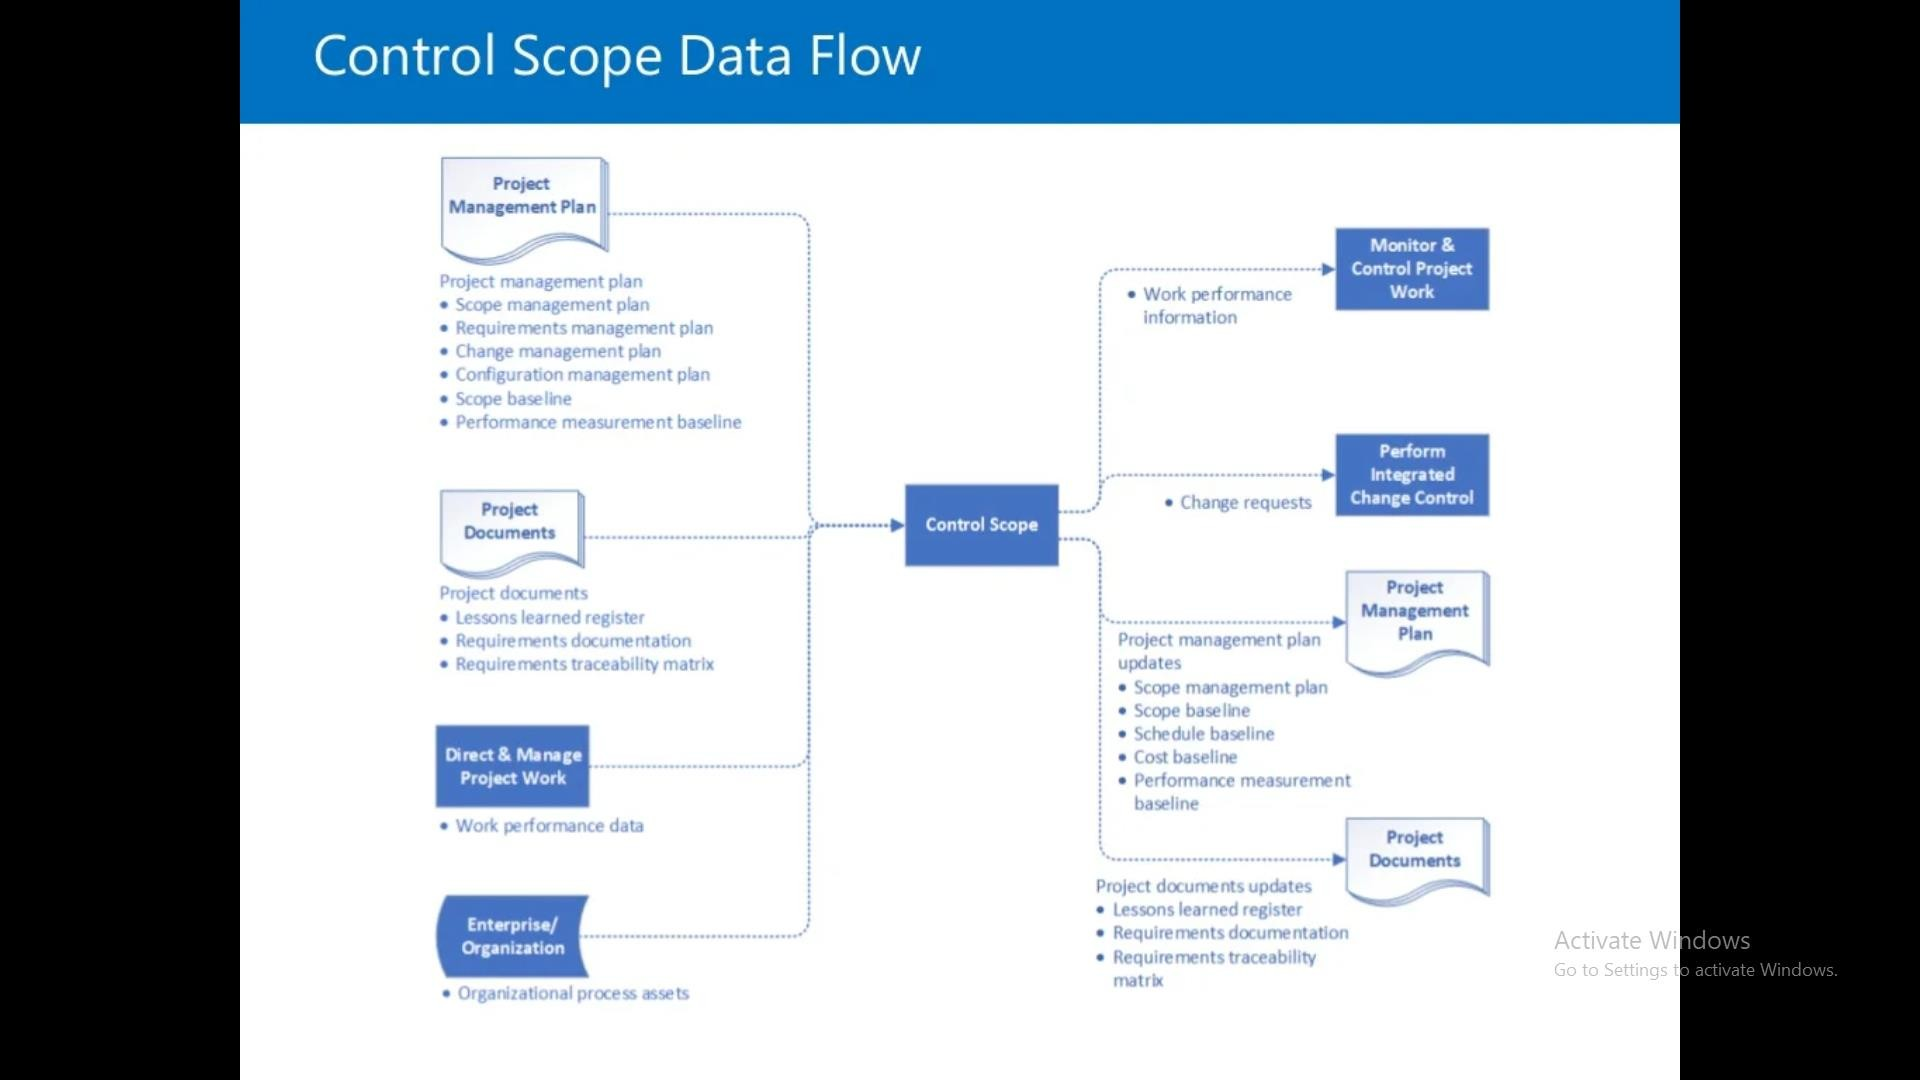 Control Scope Data Flow
Project
Management Plan
Project management plan
• Scope management plan
• Requirements management plan
• Change management plan
• Configuration management plan
• Scope baseline
• Performance measurement baseline
Project
Documents
Project documents
• Lessons learned register
• Requirements documentation
• Requirements traceability matrix
Direct & Manage
Project Work
• Work performance data
Enterprise/
Organization
• Organizational process assets
Control Scope
Monitor &
Control Project
Work
• Work performance
information
Perform
Integrated
Change Control
• Change requests
Project
Management
Plan
Project management plan
updates
• Scope management plan
• Scope baseline
• Schedule baseline
• Cost baseline
• Performance measurement
baseline
Project
Documents
Project documents updates
• Lessons learned register
• Requirements documentation
• Requirements traceability
matrix
Activate Windows
Go to Settings to activate Windows.